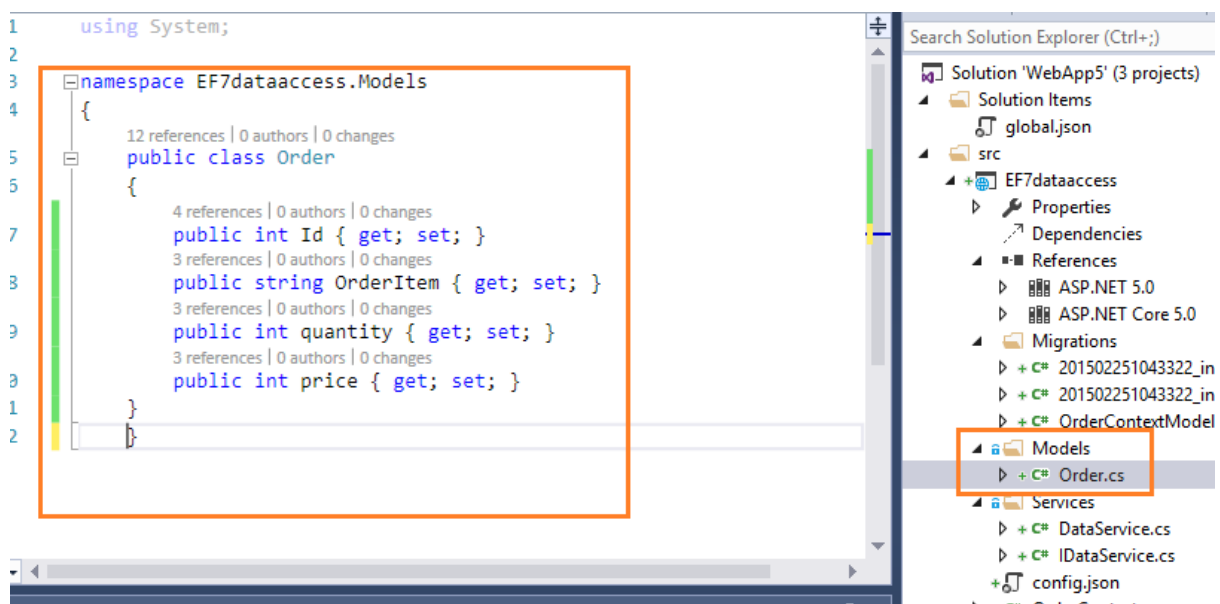 1 using System;
2
3 namespace EF7dataaccess.Models
4 {
12 references | 0 authors | 0 changes
5 public class Order
6 {
4 references | 0 authors | 0 changes
7 public int Id { get; set; }
3 references | 0 authors | 0 changes
8 public string OrderItem { get; set; }
3 references | 0 authors | 0 changes
9 public int quantity { get; set; }
3 references | 0 authors | 0 changes
0 public int price { get; set; }
1 }
2 }
Search Solution Explorer (Ctrl+;)
Solution 'WebApp5' (3 projects)
Solution Items
global.json
src
+ EF7dataaccess
Properties
Dependencies
References
ASP.NET 5.0
ASP.NET Core 5.0
Migrations
+ C# 201502251043322_in
+ C# 201502251043322_in
+ C# OrderContextModel
Models
+ C# Order.cs
Services
+ C# DataService.cs
+ C# IDataService.cs
+ config.json